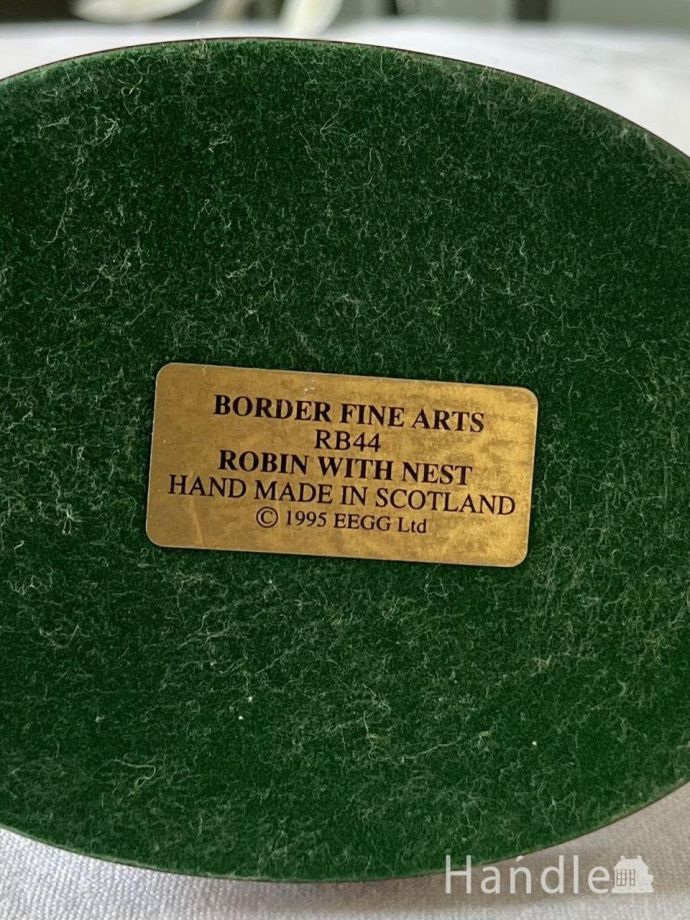 BORDER FINE ARTS
RB44
ROBIN WITH NEST
HAND MADE IN SCOTLAND
© 1995 EEGG Ltd
Handle